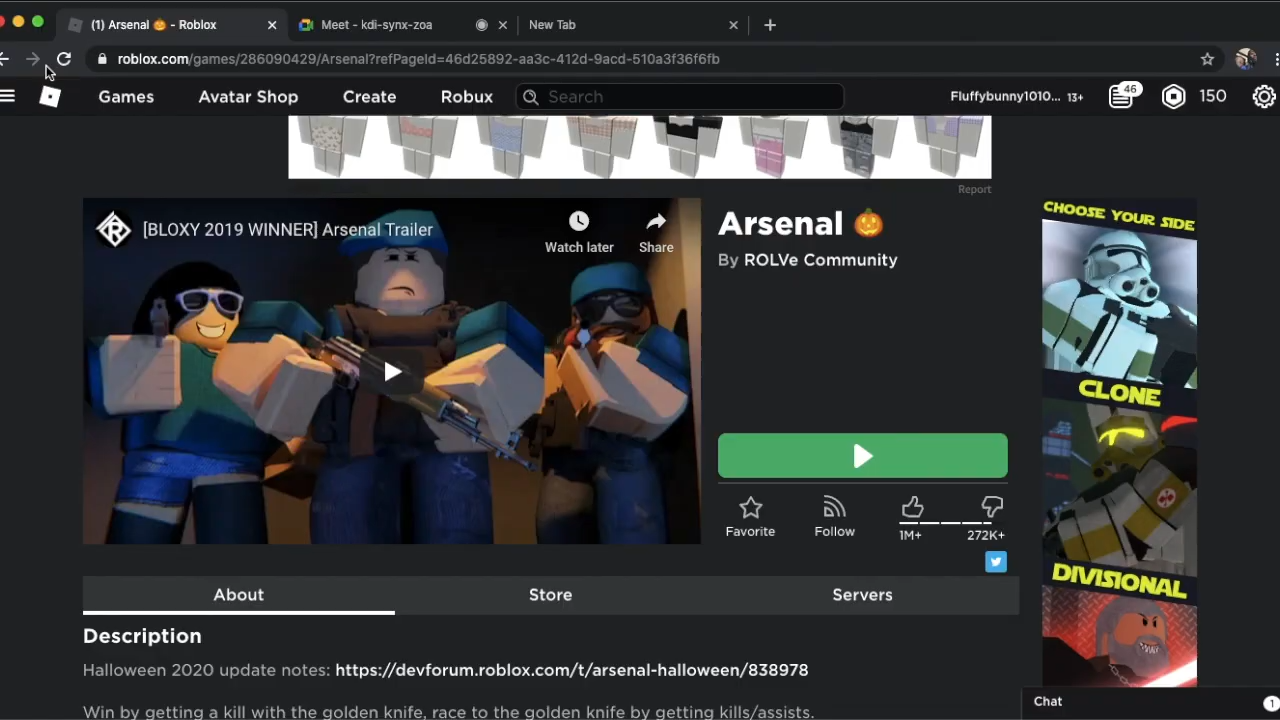 (1) Arsenal 🎃 - Roblox
Meet - kdi-synx-zoa
New Tab
roblox.com/games/286090429/Arsenal?refPageId=46d25892-aa3c-412d-9acd-510a3f36f6fb
Games
Avatar Shop
Create
Robux
Search
Fluffybunny1010... 13+
46
150
Report
[BLOXY 2019 WINNER] Arsenal Trailer
Watch later
Share
Arsenal 🎃
By ROLVe Community
Favorite
Follow
1M+
272K+
CHOOSE YOUR SIDE
CLONE
DIVISIONAL
About
Store
Servers
Description
Halloween 2020 update notes: https://devforum.roblox.com/t/arsenal-halloween/838978
Win by getting a kill with the golden knife, race to the golden knife by getting kills/assists.
Chat
1